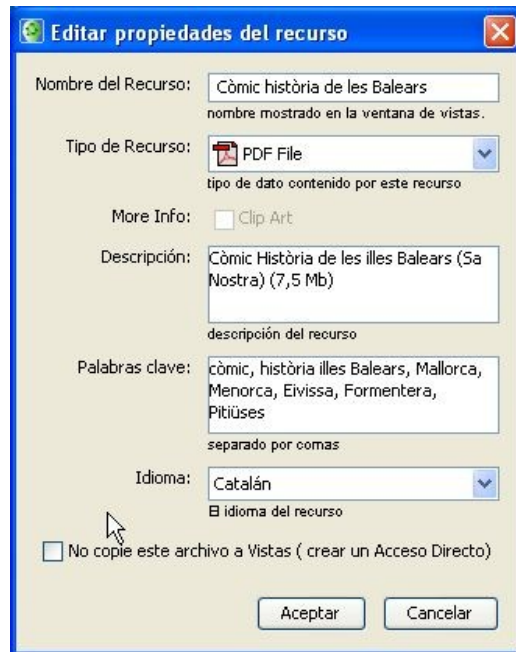 Editar propiedades del recurso
Nombre del Recurso: Còmic història de les Balears
nombre mostrado en la ventana de vistas.
Tipo de Recurso: PDF File
tipo de dato contenido por este recurso
More Info: Clip Art
Descripción: Còmic Història de les illes Balears (Sa
Nostra) (7,5 Mb)
descripción del recurso
Palabras clave: còmic, història illes Balears, Mallorca,
Menorca, Eivissa, Formentera,
Pitiüses
separado por comas
Idioma: Catalán
El idioma del recurso
No copie este archivo a Vistas ( crear un Acceso Directo)
Aceptar Cancelar